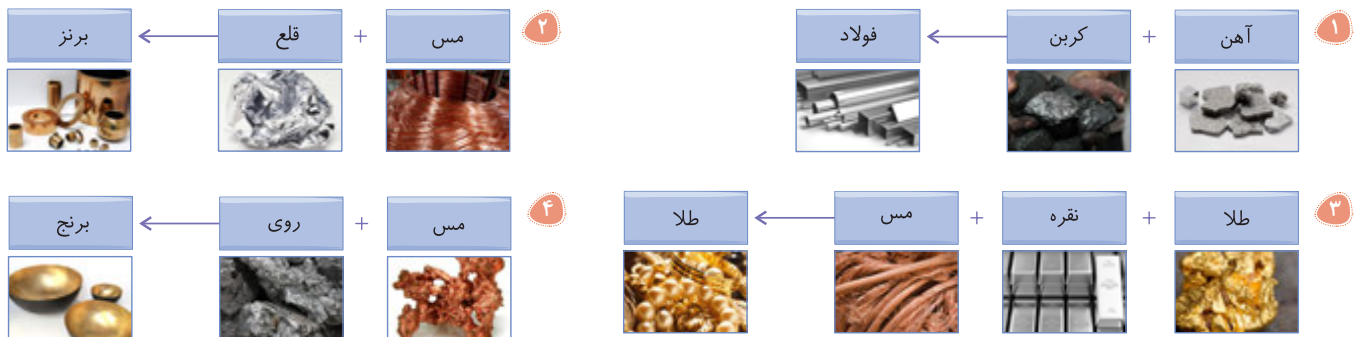 ۱ آهن + کربن ← فولاد
۲ مس + قلع ← برنز
۳ طلا + نقره + مس ← طلا
۴ مس + روی ← برنج